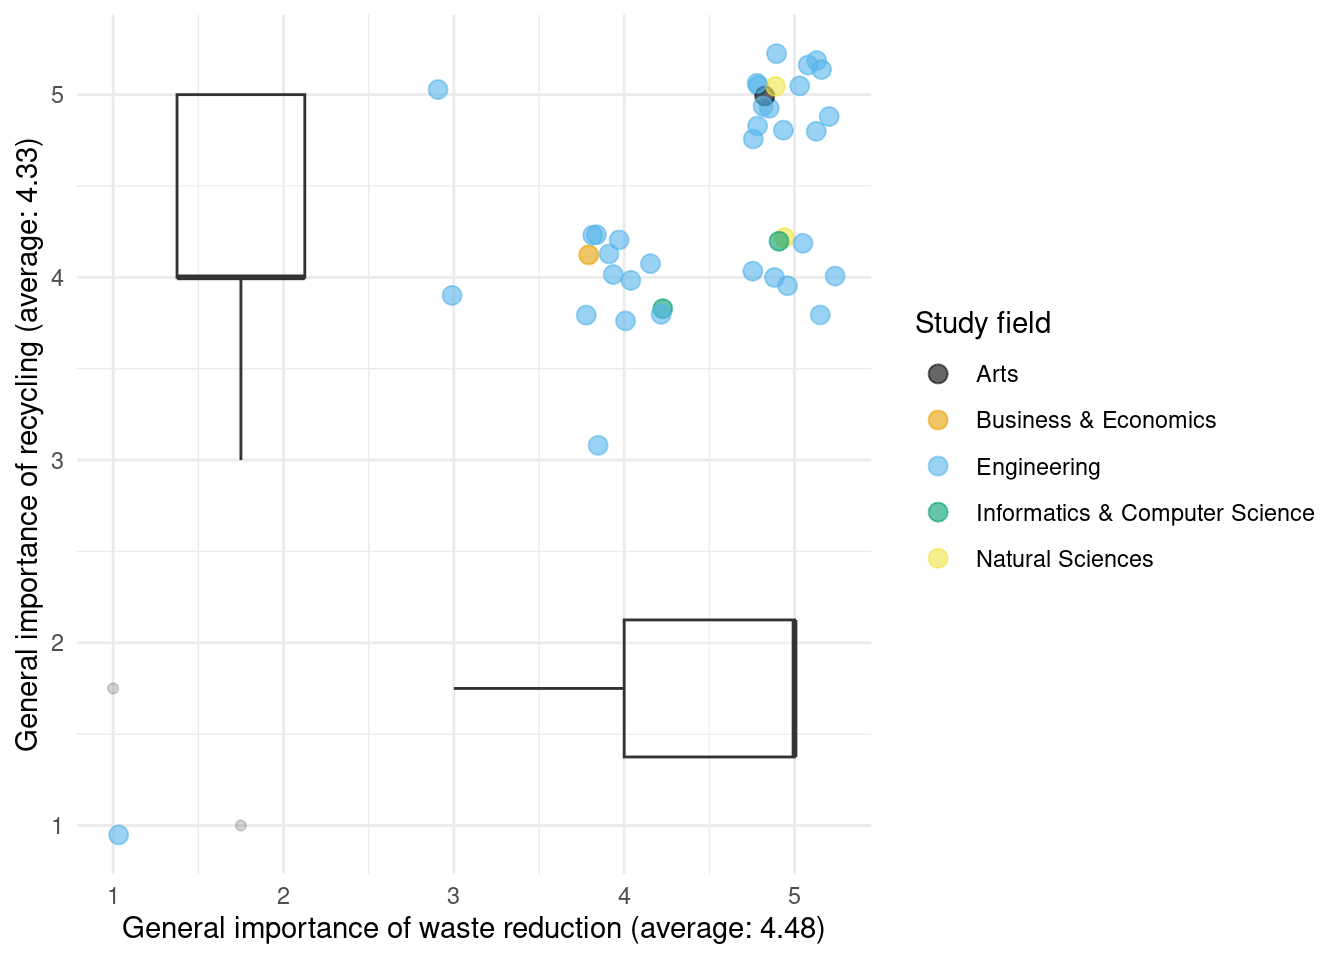 General importance of recycling (average: 4.33)
5
4
3
2
1
1 2 3 4 5
General importance of waste reduction (average: 4.48)
Study field
Arts
Business & Economics
Engineering
Informatics & Computer Science
Natural Sciences